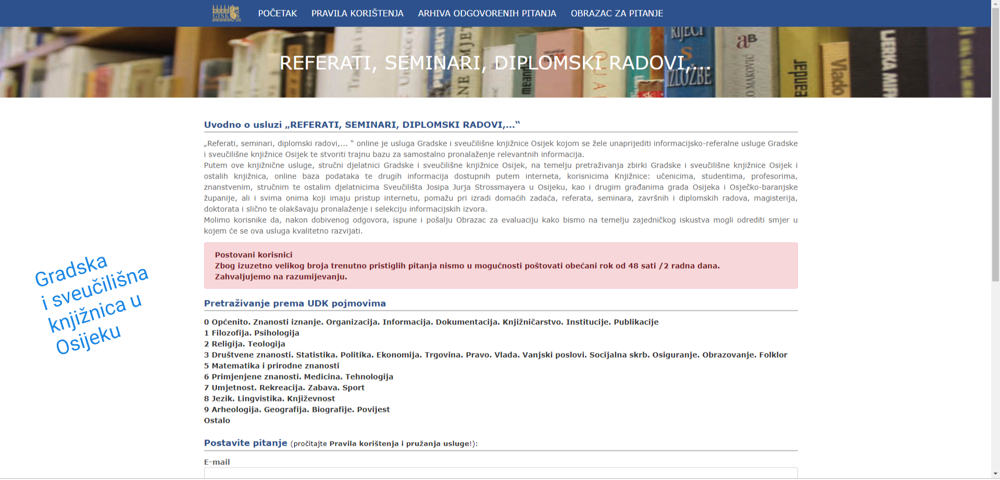 GISKO
POČETAK
PRAVILA KORIŠTENJA
ARHIVA ODGOVORENIH PITANJA
OBRAZAC ZA PITANJE
REFERATI, SEMINARI, DIPLOMSKI RADOVI,...
RIJEČI
S
IZLOŽBE
aB
O MAKOVIĆ
Vlado
meandar
Uvodno o usluzi „REFERATI, SEMINARI, DIPLOMSKI RADOVI,...“
„Referati, seminari, diplomski radovi,... “ online je usluga Gradske i sveučilišne knjižnice Osijek kojom se žele unaprijediti informacijsko-referalne usluge Gradske
i sveučilišne knjižnice Osijek te stvoriti trajnu bazu za samostalno pronalaženje relevantnih informacija.
Putem ove knjižnične usluge, stručni djelatnici Gradske i sveučilišne knjižnice Osijek, na temelju pretraživanja zbirki Gradske i sveučilišne knjižnice Osijek i
ostalih knjižnica, online baza podataka te drugih informacija dostupnih putem interneta, korisnicima Knjižnice: učenicima, studentima, profesorima,
znanstvenim, stručnim te ostalim djelatnicima Sveučilišta Josipa Jurja Strossmayera u Osijeku, kao i drugim građanima grada Osijeka i Osječko-baranjske
županije, ali i svima onima koji imaju pristup internetu, pomažu pri izradi domaćih zadaća, referata, seminara, završnih i diplomskih radova, magisterija,
doktorata i slično te olakšavaju pronalaženje i selekciju informacijskih izvora.
Molimo korisnike da, nakon dobivenog odgovora, ispune i pošalju Obrazac za evaluaciju kako bismo na temelju zajedničkog iskustva mogli odrediti smjer u
kojem će se ova usluga kvalitetno razvijati.
Postovani korisnici
Zbog izuzetno velikog broja trenutno pristiglih pitanja nismo u mogućnosti poštovati obećani rok od 48 sati /2 radna dana.
Zahvaljujemo na razumijevanju.
Gradska
i sveučilišna
knjižnica u
Osijeku
Pretraživanje prema UDK pojmovima
0 Općenito. Znanosti iznanje. Organizacija. Informacija. Dokumentacija. Knjižničarstvo. Institucije. Publikacije
1 Filozofija. Psihologija
2 Religija. Teologija
3 Društvene znanosti. Statistika. Politika. Ekonomija. Trgovina. Pravo. Vlada. Vanjski poslovi. Socijalna skrb. Osiguranje. Obrazovanje. Folklor
5 Matematika i prirodne znanosti
6 Primjenjene znanosti. Medicina. Tehnologija
7 Umjetnost. Rekreacija. Zabava. Sport
8 Jezik. Lingvistika. Književnost
9 Arheologija. Geografija. Biografije. Povijest
Ostalo
Postavite pitanje (pročitajte Pravila korištenja i pružanja usluge!):
E-mail